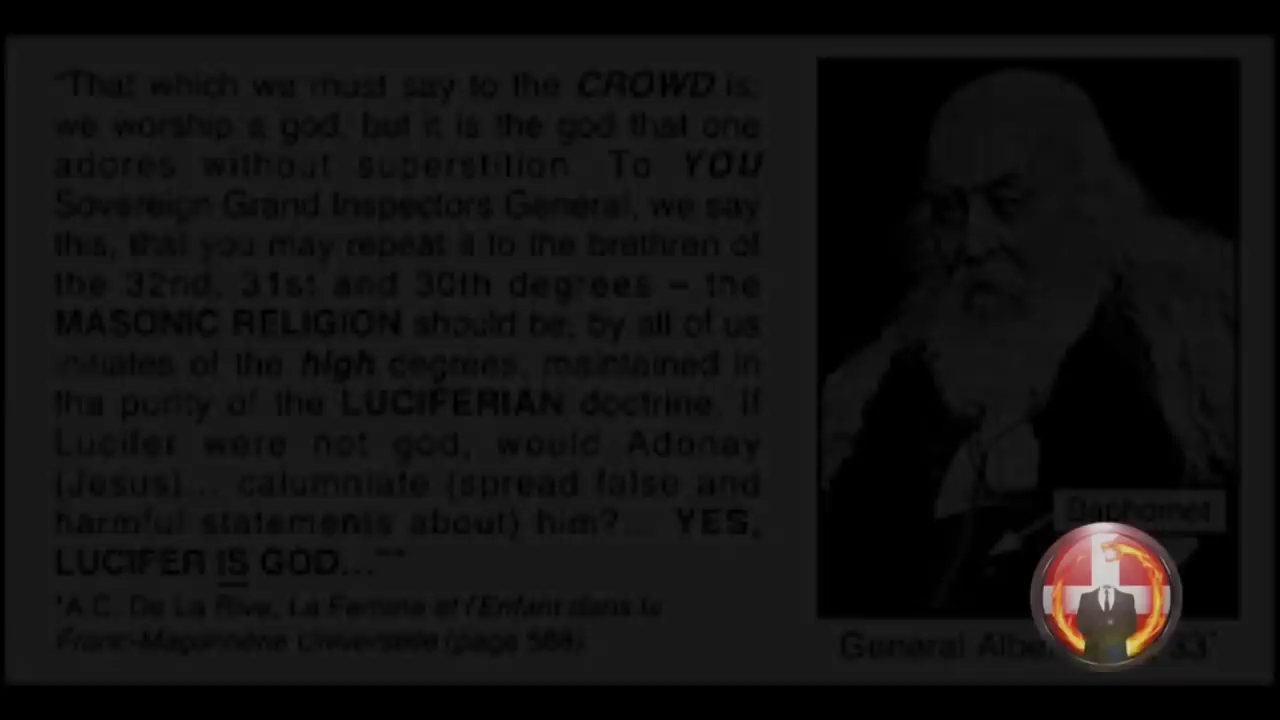 "That which we must say to the CROWD is:
we worship a god, but it is the god that one
adores without superstition. To YOU
Sovereign Grand Inspectors General, we say
this, that you may repeat it to the brethren of
the 32nd, 31st and 30th degrees – the
MASONIC RELIGION should be, by all of us
initiates of the high degrees, maintained in
the purity of the LUCIFERIAN doctrine. If
Lucifer were not god, would Adonay
(Jesus)... calumniate (spread false and
harmful statements about) him?... YES,
LUCIFER IS GOD..."*
*A.C. De La Rive, La Femme et l'Enfant dans la
Franc-Maçonnerie Universelle (page 588)
Baphomet
General 33°